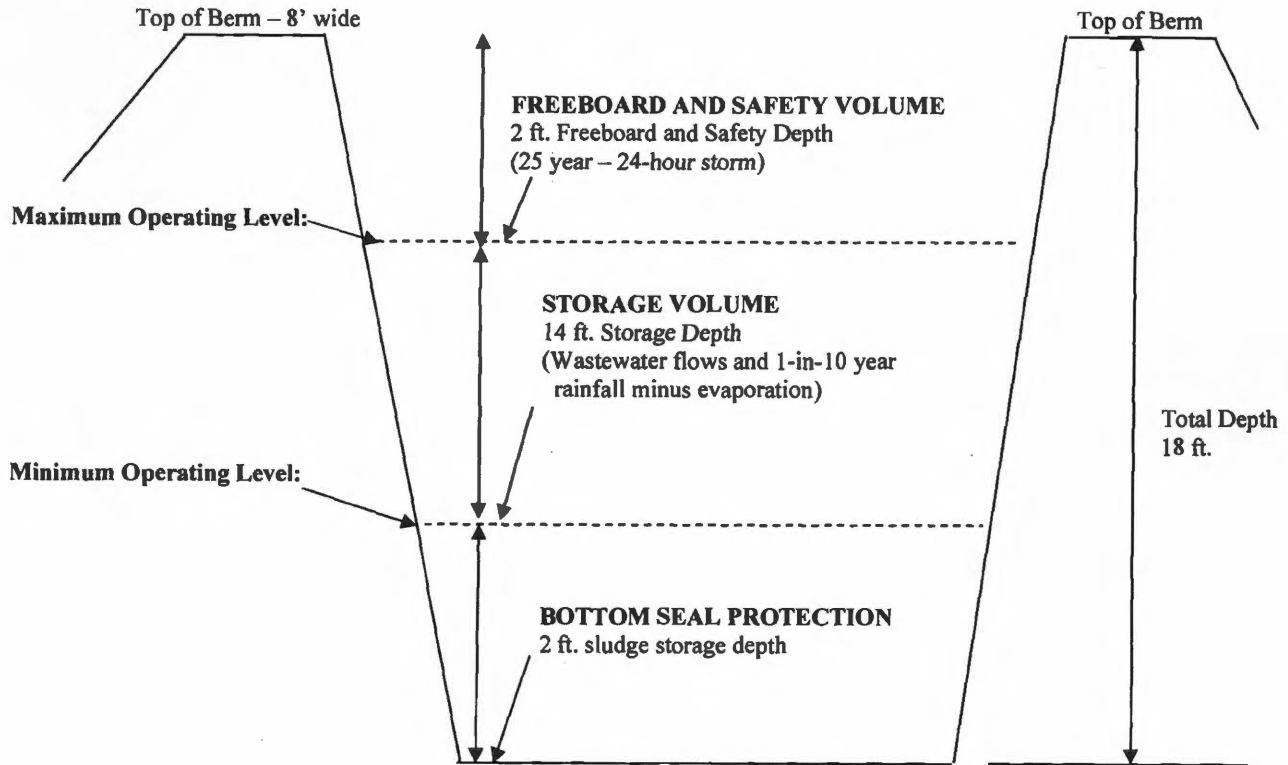 Top of Berm – 8’ wide
Top of Berm
FREEBOARD AND SAFETY VOLUME
2 ft. Freeboard and Safety Depth
(25 year – 24-hour storm)
Maximum Operating Level:
STORAGE VOLUME
14 ft. Storage Depth
(Wastewater flows and 1-in-10 year
rainfall minus evaporation)
Total Depth
18 ft.
Minimum Operating Level:
BOTTOM SEAL PROTECTION
2 ft. sludge storage depth